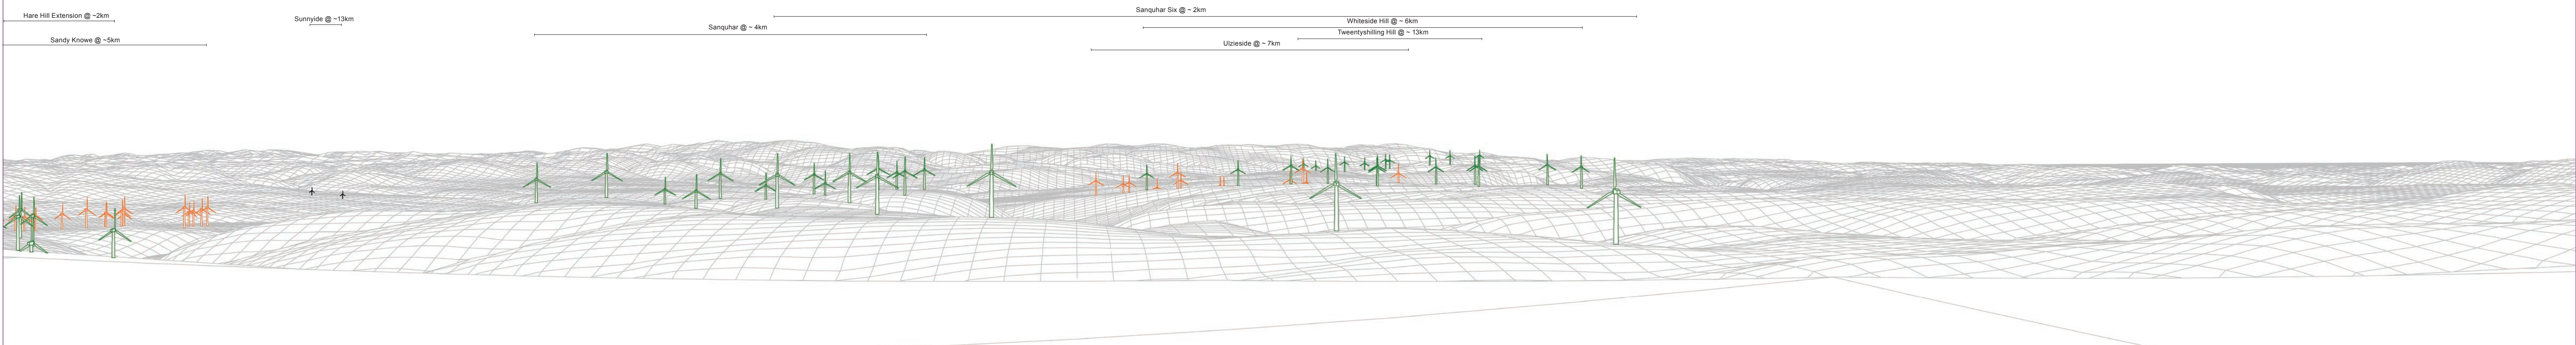 Hare Hill Extension @ ~2km
Sandy Knowe @ ~5km
Sunnyide @ ~13km
Sanquhar @ ~ 4km
Sanquhar Six @ ~ 2km
Whiteside Hill @ ~ 6km
Tweentyshilling Hill @ ~ 13km
Ulzieside @ ~ 7km